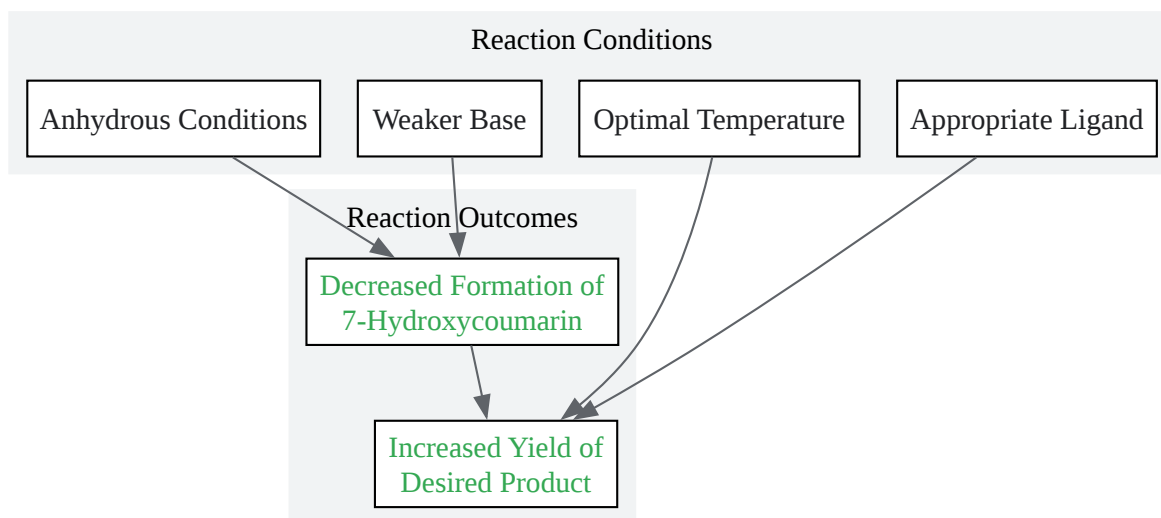 Reaction Conditions
Anhydrous Conditions
Weaker Base
Optimal Temperature
Appropriate Ligand
Reaction Outcomes
Decreased Formation of
7-Hydroxycoumarin
Increased Yield of
Desired Product